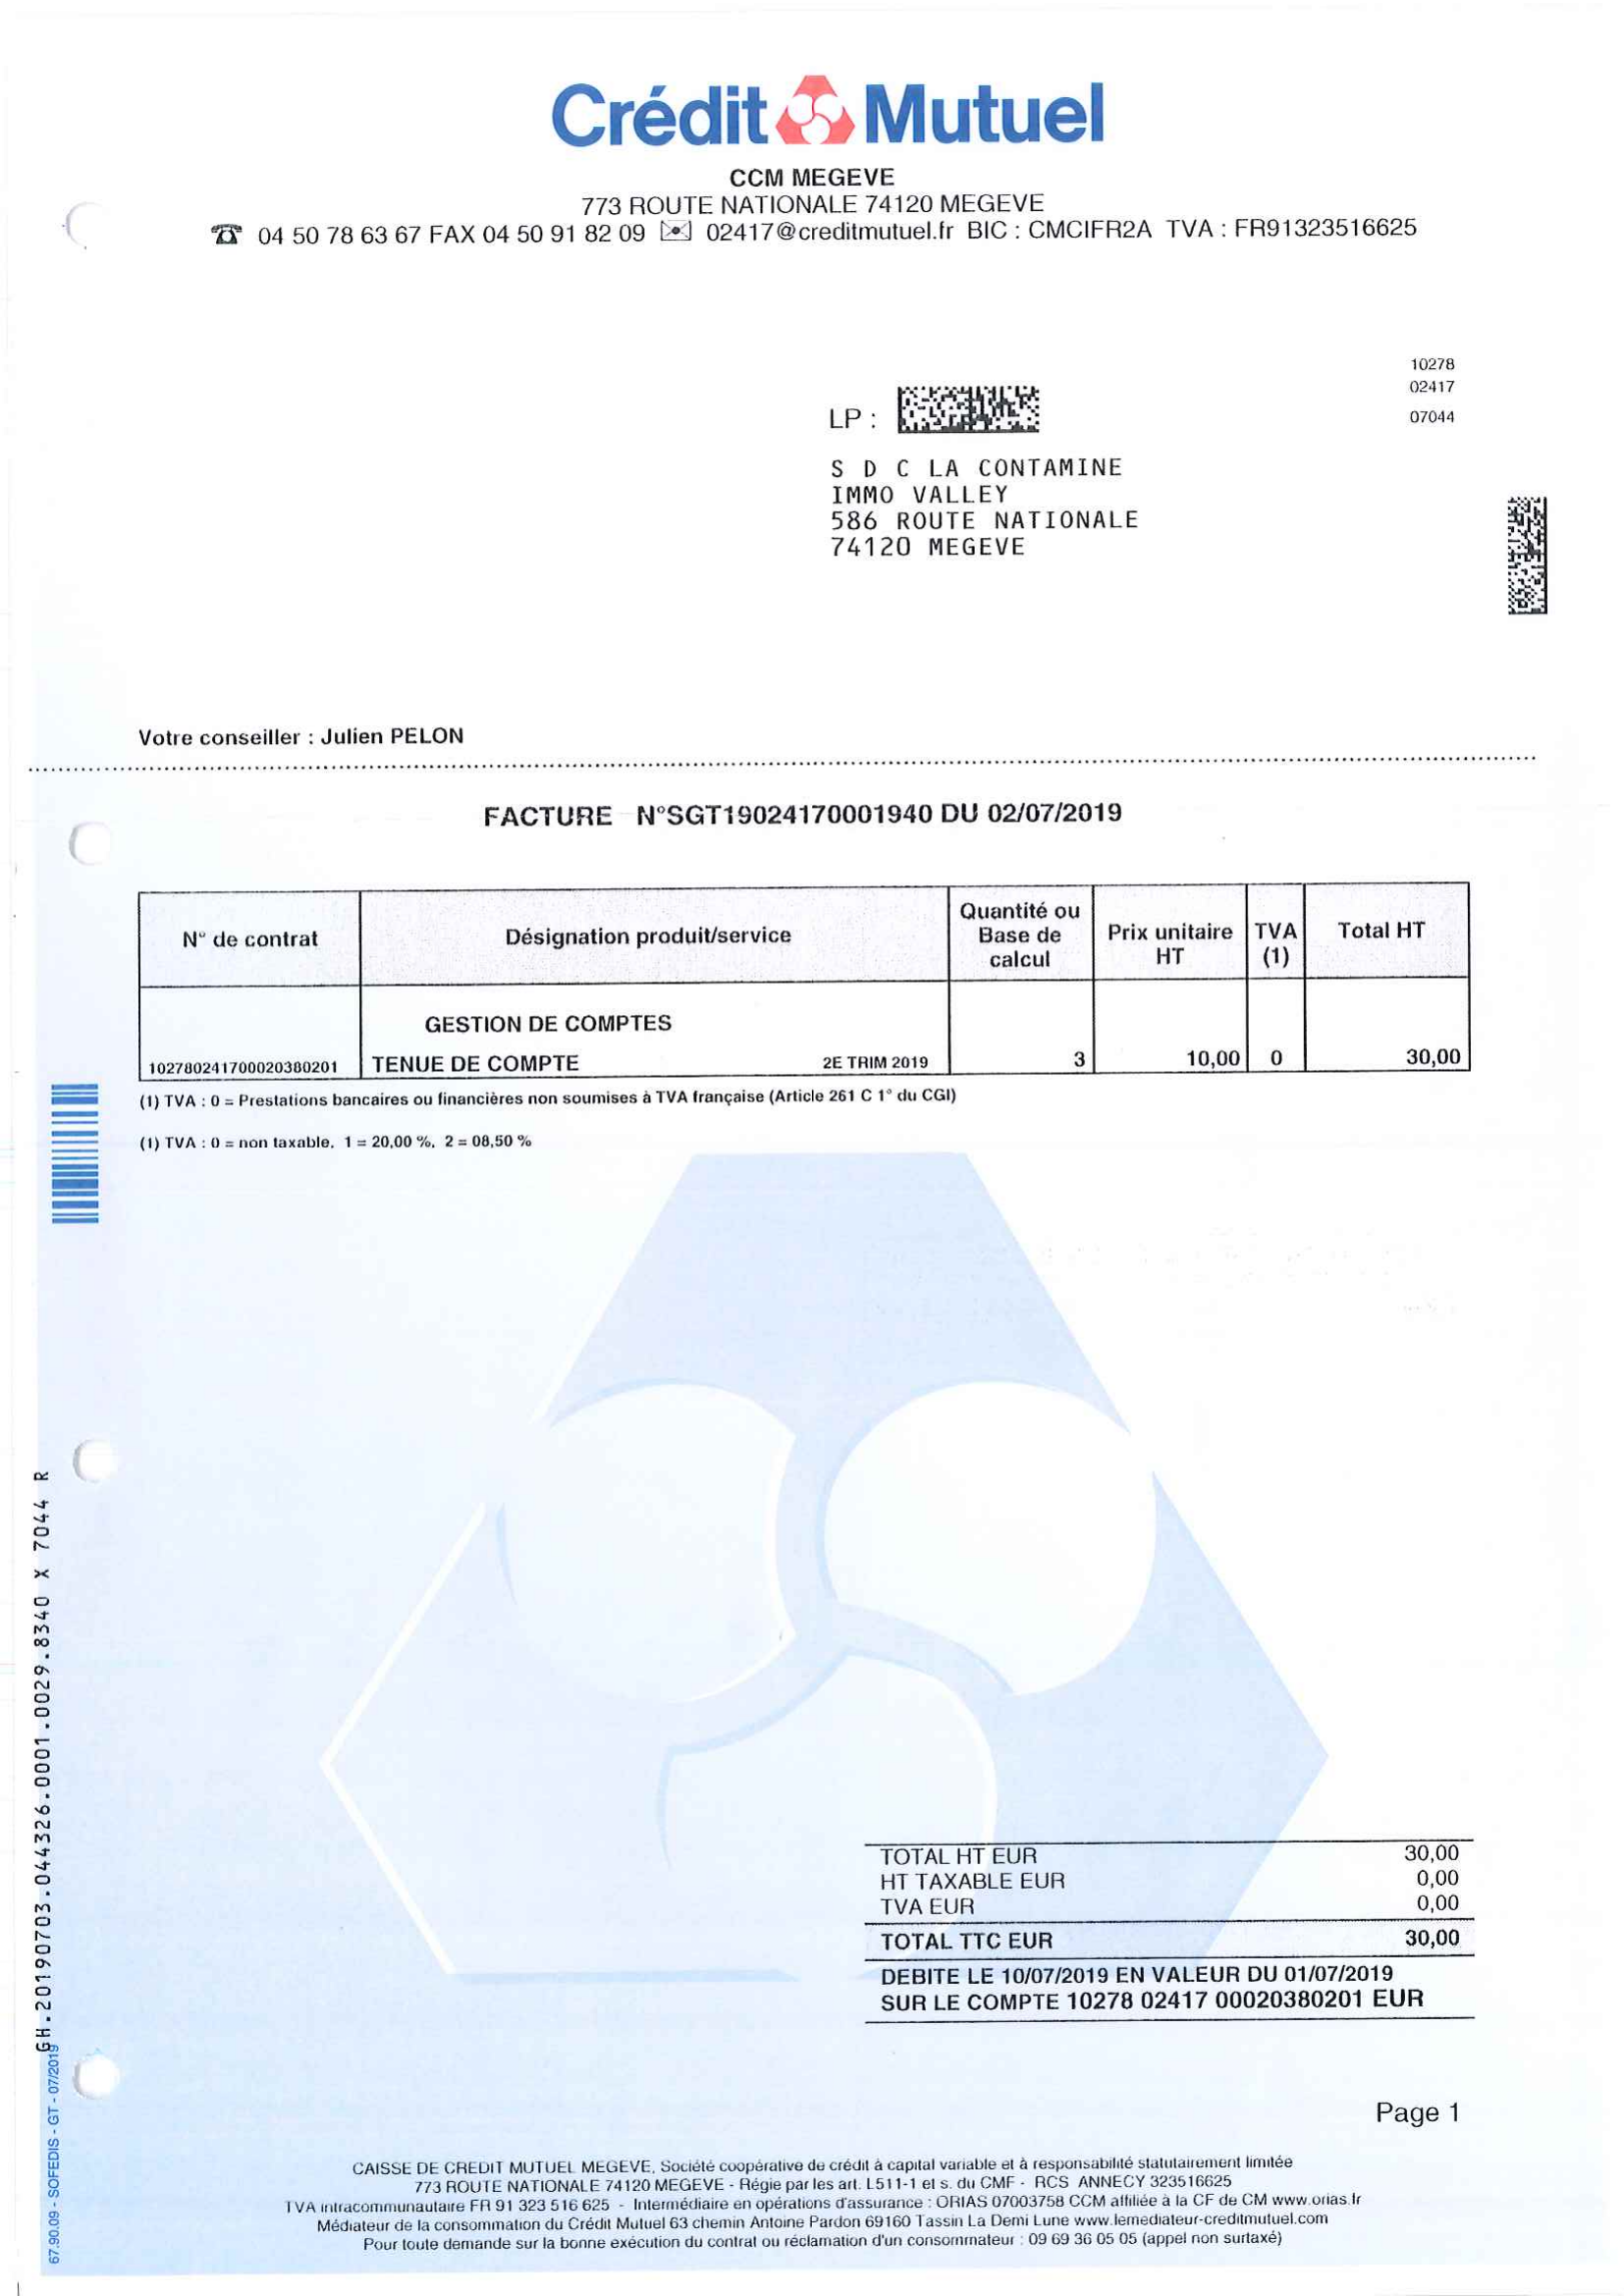 Crédit Mutuel
CCM MEGEVE
773 ROUTE NATIONALE 74120 MEGEVE
04 50 78 63 67 FAX 04 50 91 82 09 02417@creditmutuel.fr BIC : CMCIFR2A TVA : FR91323516625
10278
02417
07044
LP :
S D C LA CONTAMINE
IMMO VALLEY
586 ROUTE NATIONALE
74120 MEGEVE
Votre conseiller : Julien PELON
FACTURE N°SGT19024170001940 DU 02/07/2019
N° de contrat Désignation produit/service Quantité ou Base de calcul Prix unitaire HT TVA (1) Total HT
GESTION DE COMPTES
102780241700020380201 TENUE DE COMPTE 2E TRIM 2019 3 10,00 0 30,00
(1) TVA : 0 = Prestations bancaires ou financières non soumises à TVA française (Article 261 C 1° du CGI)
(1) TVA : 0 = non taxable, 1 = 20,00 %, 2 = 08,50 %
TOTAL HT EUR 30,00
HT TAXABLE EUR 0,00
TVA EUR 0,00
TOTAL TTC EUR 30,00
DEBITE LE 10/07/2019 EN VALEUR DU 01/07/2019
SUR LE COMPTE 10278 02417 00020380201 EUR
GH.20190703.044326.0001.0029.8340 X 7044 R
67.90.09 - SOFEDIS - GT - 07/2019
Page 1
CAISSE DE CREDIT MUTUEL MEGEVE, Société coopérative de crédit à capital variable et à responsabilité statutairement limitée
773 ROUTE NATIONALE 74120 MEGEVE - Régie par les art. L511-1 et s. du CMF - RCS ANNECY 323516625
TVA intracommunautaire FR 91 323 516 625 - Intermédiaire en opérations d'assurance : ORIAS 07003758 CCM affiliée à la CF de CM www.orias.fr
Médiateur de la consommation du Crédit Mutuel 63 chemin Antoine Pardon 69160 Tassin La Demi Lune www.lemediateur-creditmutuel.com
Pour toute demande sur la bonne exécution du contrat ou réclamation d'un consommateur : 09 69 36 05 05 (appel non surtaxé)